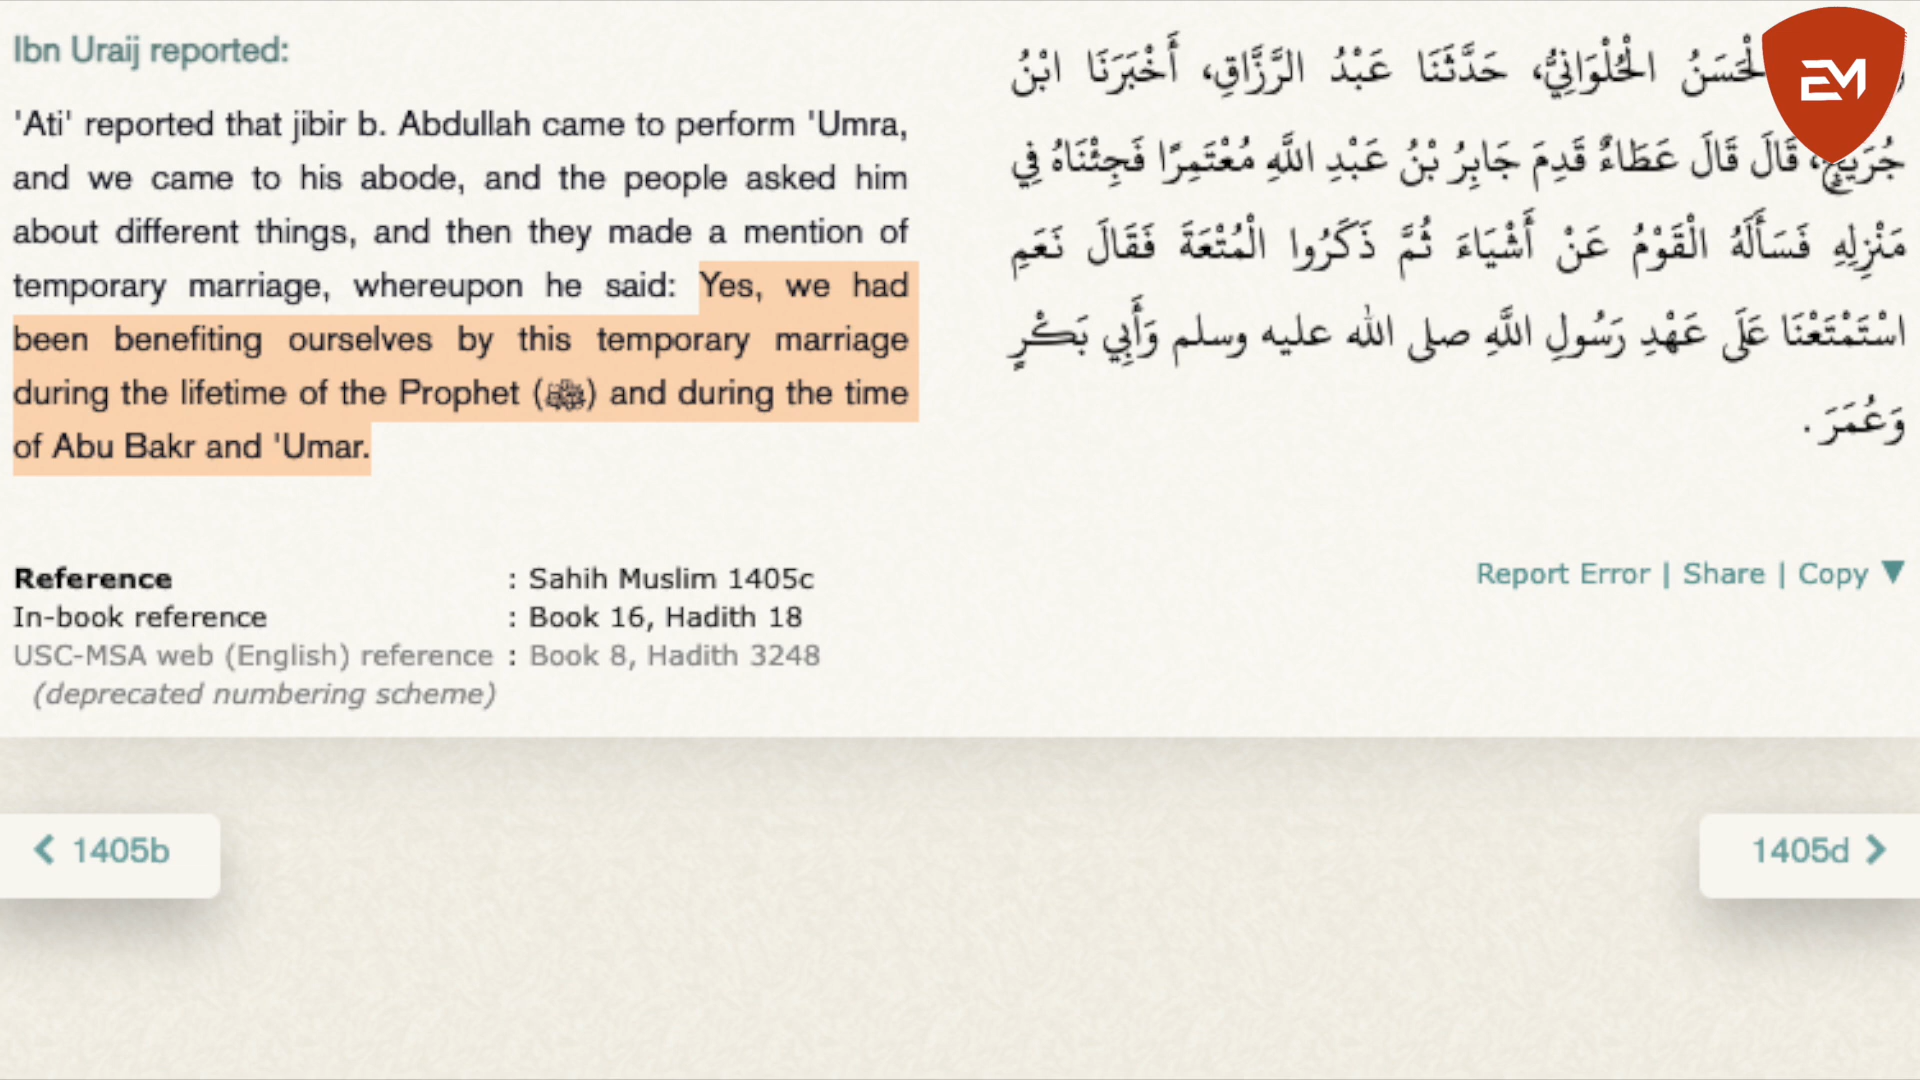 Ibn Uraij reported:
'Ati' reported that jibir b. Abdullah came to perform 'Umra,
and we came to his abode, and the people asked him
about different things, and then they made a mention of
temporary marriage, whereupon he said: Yes, we had
been benefiting ourselves by this temporary marriage
during the lifetime of the Prophet (ﷺ) and during the time
of Abu Bakr and 'Umar.
الْحُلْوَانِيُّ، حَدَّثَنَا عَبْدُ الرَّزَّاقِ، أَخْبَرَنَا ابْنُ
جُرَيْجٍ، قَالَ قَالَ عَطَاءٌ قَدِمَ جَابِرُ بْنُ عَبْدِ اللَّهِ مُعْتَمِرًا فَجِئْنَاهُ فِي
مَنْزِلِهِ فَسَأَلَهُ الْقَوْمُ عَنْ أَشْيَاءَ ثُمَّ ذَكَرُوا الْمُتْعَةَ فَقَالَ نَعَمِ
اسْتَمْتَعْنَا عَلَى عَهْدِ رَسُولِ اللَّهِ صلى الله عليه وسلم وَأَبِي بَكْرٍ
وَعُمَرَ .
EM
Reference : Sahih Muslim 1405c
In-book reference : Book 16, Hadith 18
USC-MSA web (English) reference : Book 8, Hadith 3248
(deprecated numbering scheme)
Report Error | Share | Copy ▼
1405b
1405d